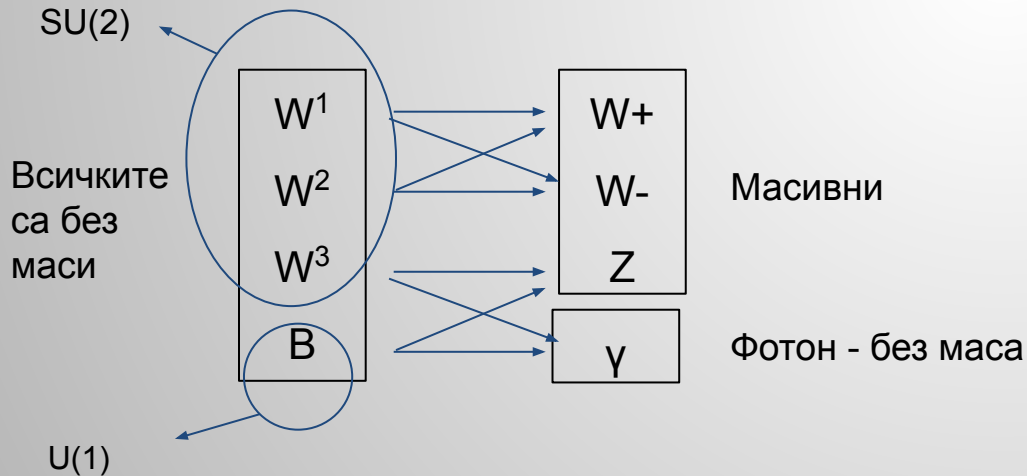 SU(2)
W¹
W²
W³
B
Всичките
са без
маси
U(1)
W+
W-
Z
γ
Масивни
Фотон - без маса